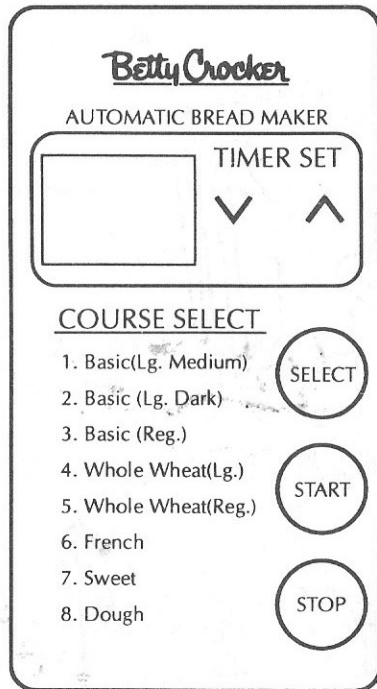 Betty Crocker
AUTOMATIC BREAD MAKER
TIMER SET
COURSE SELECT
1. Basic(Lg. Medium)
2. Basic (Lg. Dark)
3. Basic (Reg.)
4. Whole Wheat(Lg.)
5. Whole Wheat(Reg.)
6. French
7. Sweet
8. Dough
SELECT
START
STOP